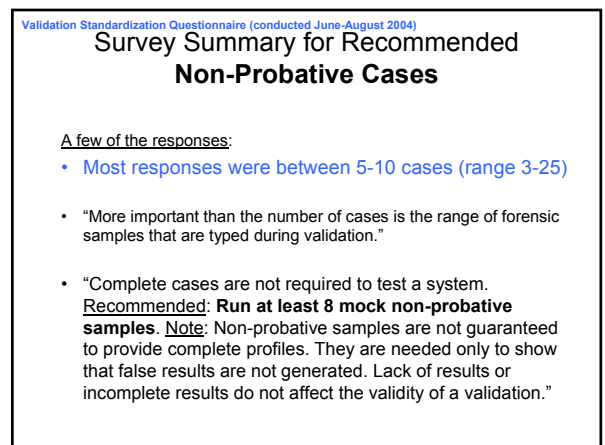 Validation Standardization Questionnaire (conducted June-August 2004)
Survey Summary for Recommended
Non-Probative Cases
A few of the responses:
• Most responses were between 5-10 cases (range 3-25)
• “More important than the number of cases is the range of forensic
samples that are typed during validation.”
• “Complete cases are not required to test a system.
Recommended: Run at least 8 mock non-probative
samples. Note: Non-probative samples are not guaranteed
to provide complete profiles. They are needed only to show
that false results are not generated. Lack of results or
incomplete results do not affect the validity of a validation.”